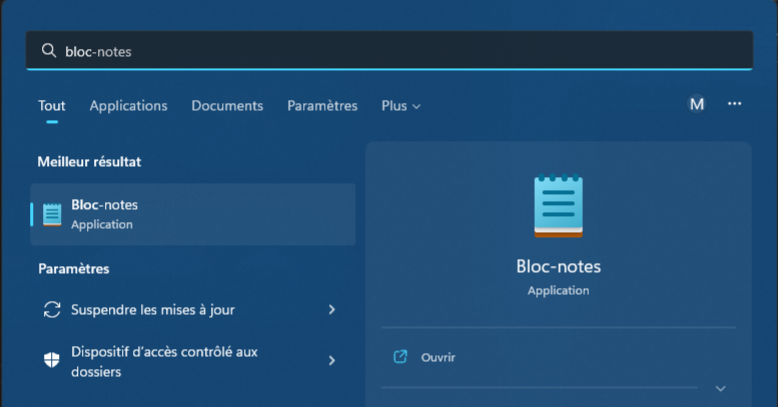 bloc-notes
Tout Applications Documents Paramètres Plus M ...
Meilleur résultat
Bloc-notes
Application
Paramètres
Suspendre les mises à jour
Dispositif d'accès contrôlé aux
dossiers
Bloc-notes
Application
Ouvrir